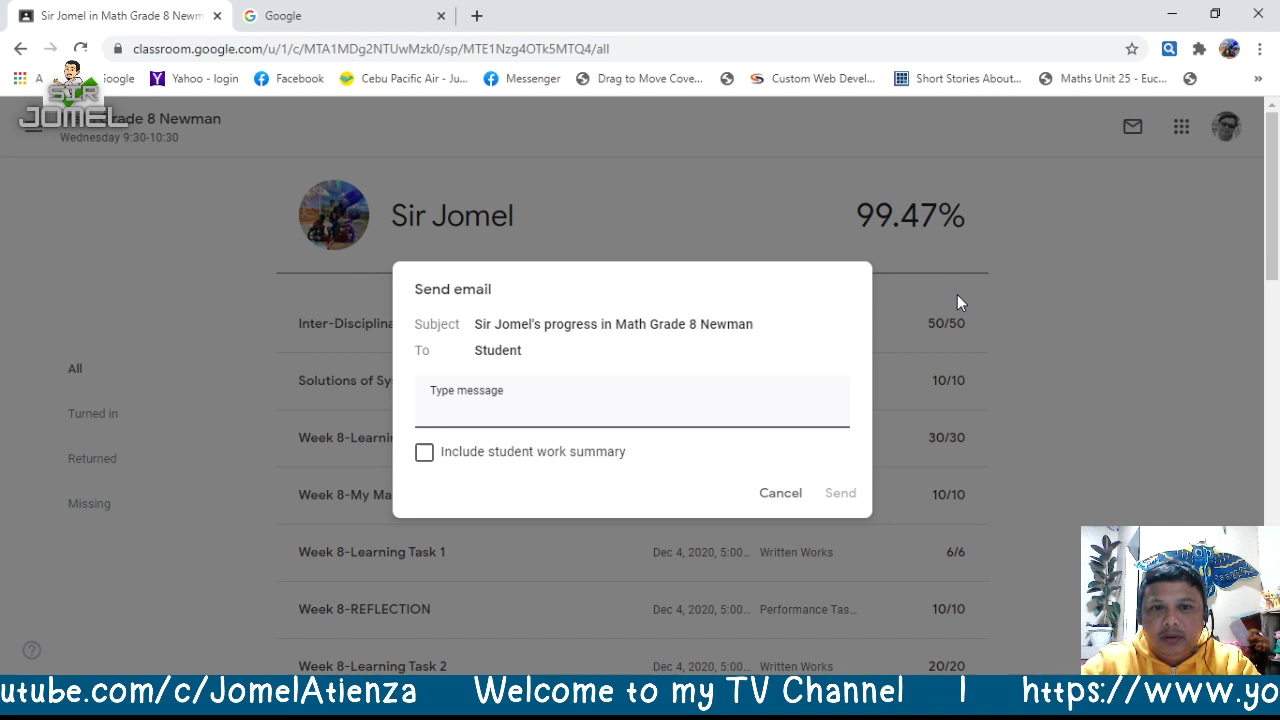 Sir Jomel in Math Grade 8 Newm
Google
classroom.google.com/u/1/c/MTA1MDg2NTUwMzk0/sp/MTE1Nzg4OTk5MTQ4/all
A
oogle
Yahoo - login
Facebook
Cebu Pacific Air - Ju...
Messenger
Drag to Move Cove...
Custom Web Devel...
Short Stories About...
Maths Unit 25 - Euc...
SIR
JOMEL
Grade 8 Newman
Wednesday 9:30-10:30
Sir Jomel
99.47%
Send email
Subject Sir Jomel's progress in Math Grade 8 Newman
To Student
Type message
Include student work summary
Cancel Send
All
Turned in
Returned
Missing
Inter-Disciplina
50/50
Solutions of Sy
10/10
Week 8-Learni
30/30
Week 8-My Ma
10/10
Week 8-Learning Task 1 Dec 4, 2020, 5:00... Written Works 6/6
Week 8-REFLECTION Dec 4, 2020, 5:00... Performance Tas... 10/10
Week 8-Learning Task 2 Dec 4, 2020, 5:00... Written Works 20/20
utube.com/c/JomelAtienza Welcome to my TV Channel | https://www.yo